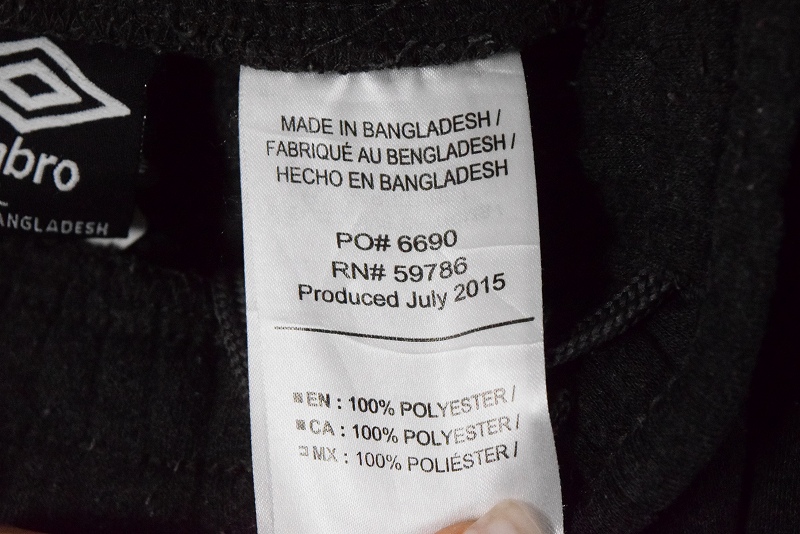 bro
ANGLADESH
MADE IN BANGLADESH /
FABRIQUÉ AU BENGLADESH /
HECHO EN BANGLADESH
PO# 6690
RN# 59786
Produced July 2015
EN : 100% POLYESTER /
CA : 100% POLYESTER /
MX : 100% POLIÉSTER /